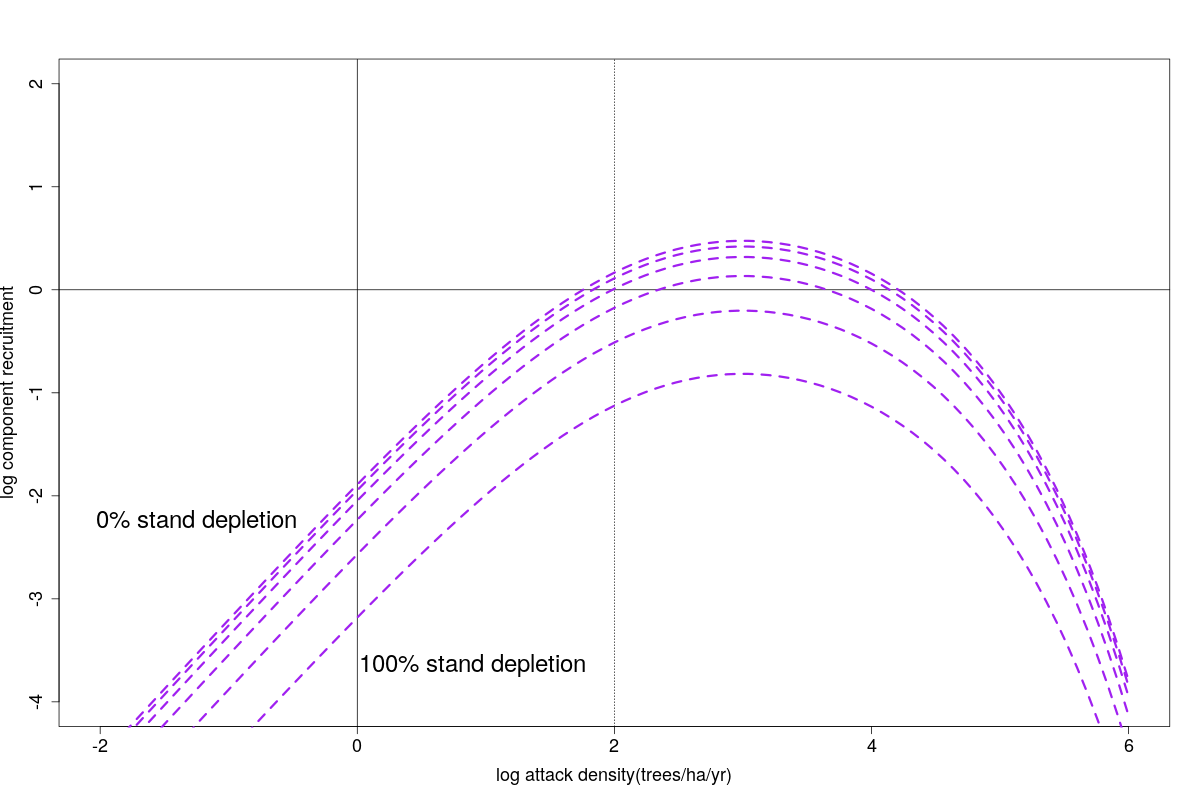 2
1
0
-1
-2
-3
-4
log component recruitment
0% stand depletion
100% stand depletion
-2 0 2 4 6
log attack density(trees/ha/yr)